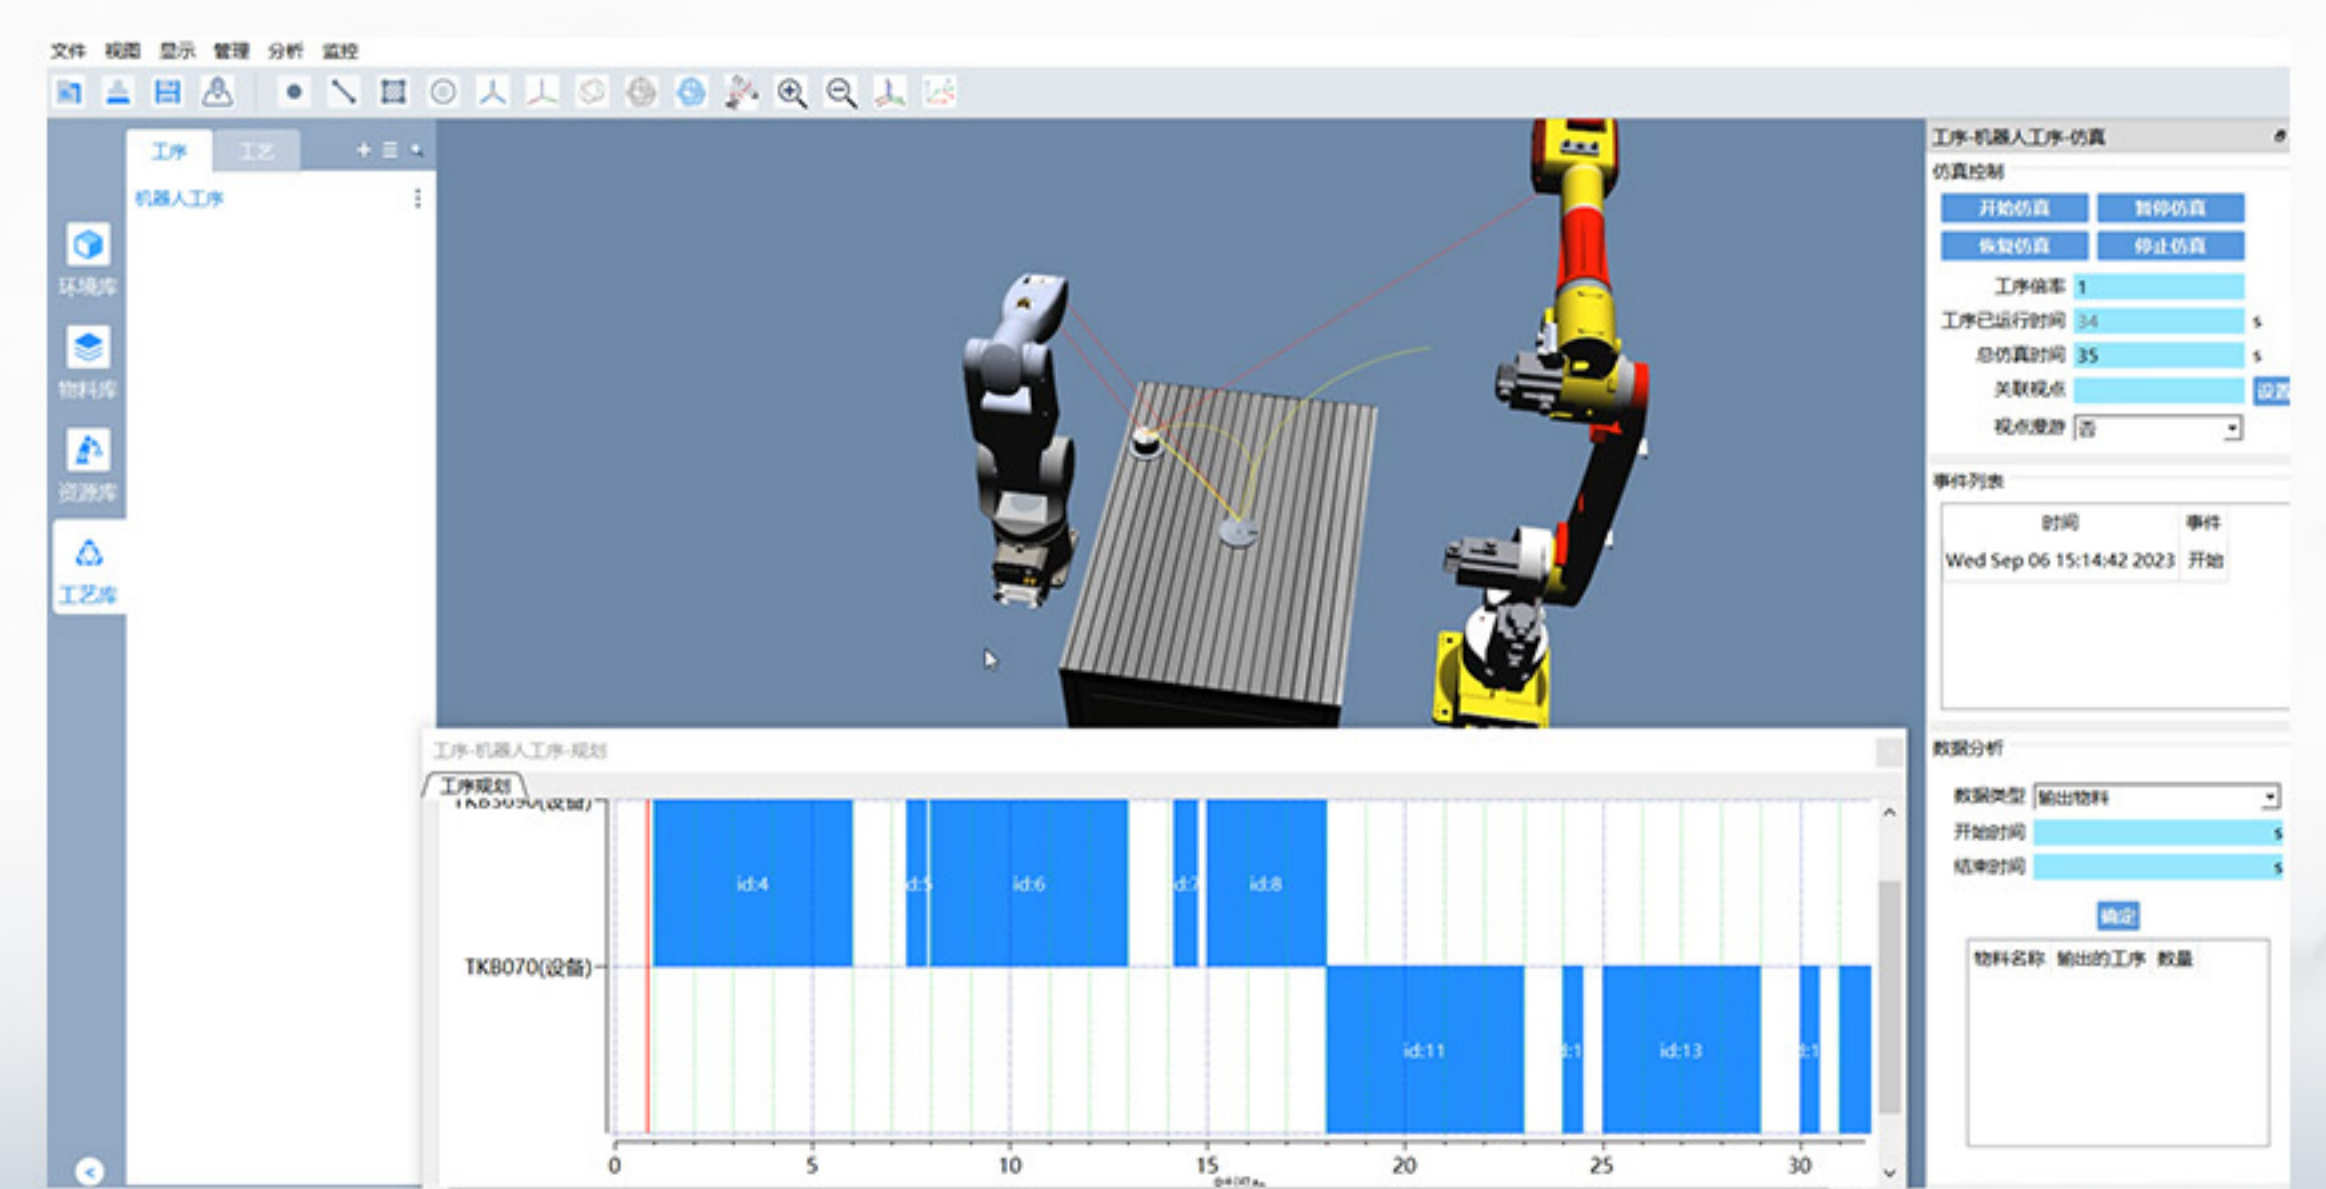 文件 视图 显示 管理 分析 监控
工序 工艺
机器人工序
环境库
物料库
资源库
工艺库
工序-机器人工序-仿真
仿真控制
开始仿真 暂停仿真
恢复仿真 停止仿真
工序倍率 1
工序已运行时间 34 s
总仿真时间 35 s
关联视点 设置
视点漫游 否
事件列表
时间 事件
Wed Sep 06 15:14:42 2023 开始
数据分析
数据类型 输出物料
开始时间 s
结束时间 s
确定
物料名称 输出的工序 数量
工序-机器人工序-规划
工序规划
id:4 id:6 id:8
TKB070(设备)
id:11 id:13
0 5 10 15 20 25 30